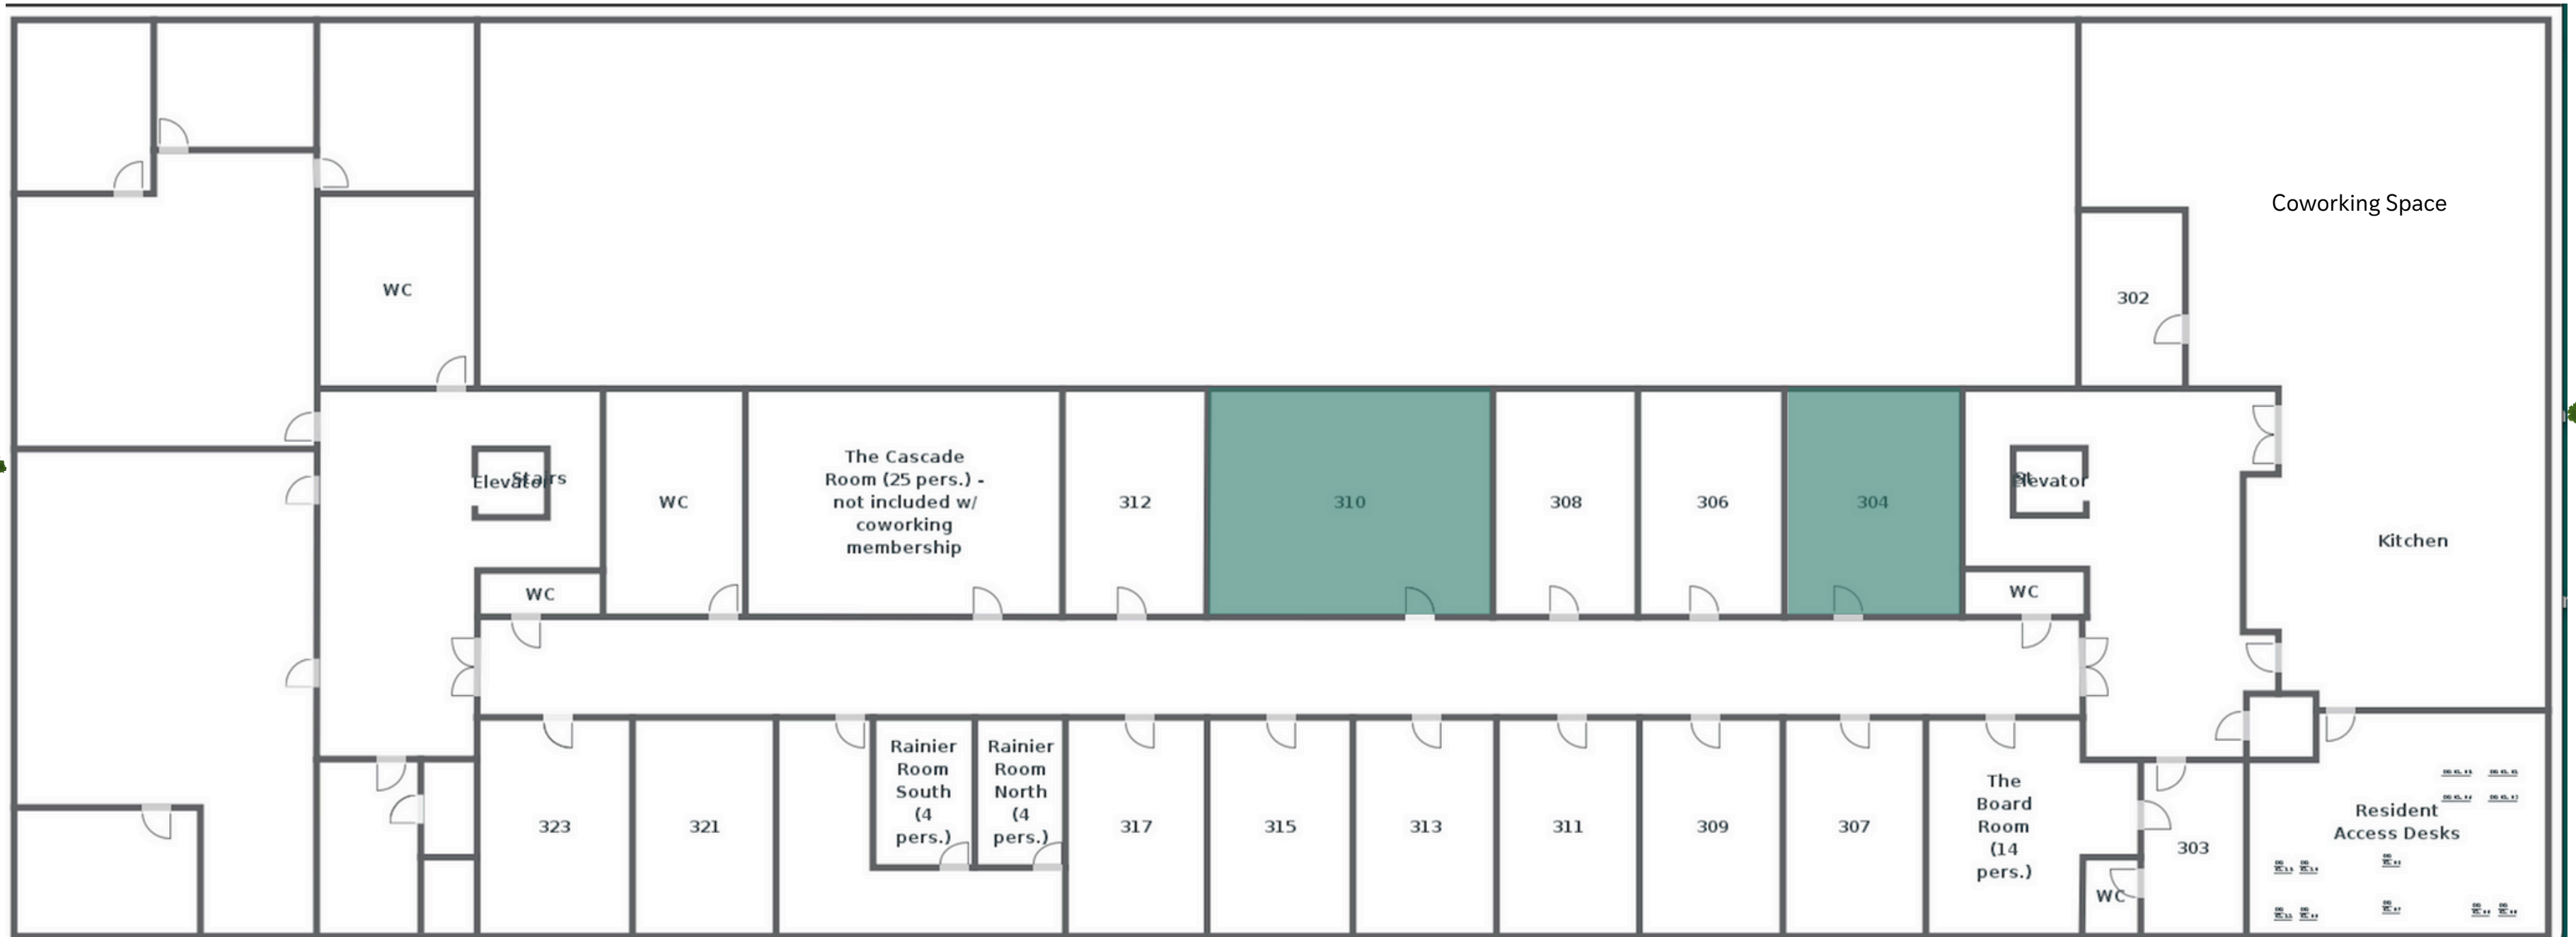 Coworking Space
WC
302
Elevator
Stairs
WC
The Cascade
Room (25 pers.) -
not included w/
coworking
membership
312
310
308
306
304
Elevator
Kitchen
WC
WC
323
321
Rainier
Room
South
(4
pers.)
Rainier
Room
North
(4
pers.)
317
315
313
311
309
307
The
Board
Room
(14
pers.)
WC
303
Resident
Access Desks